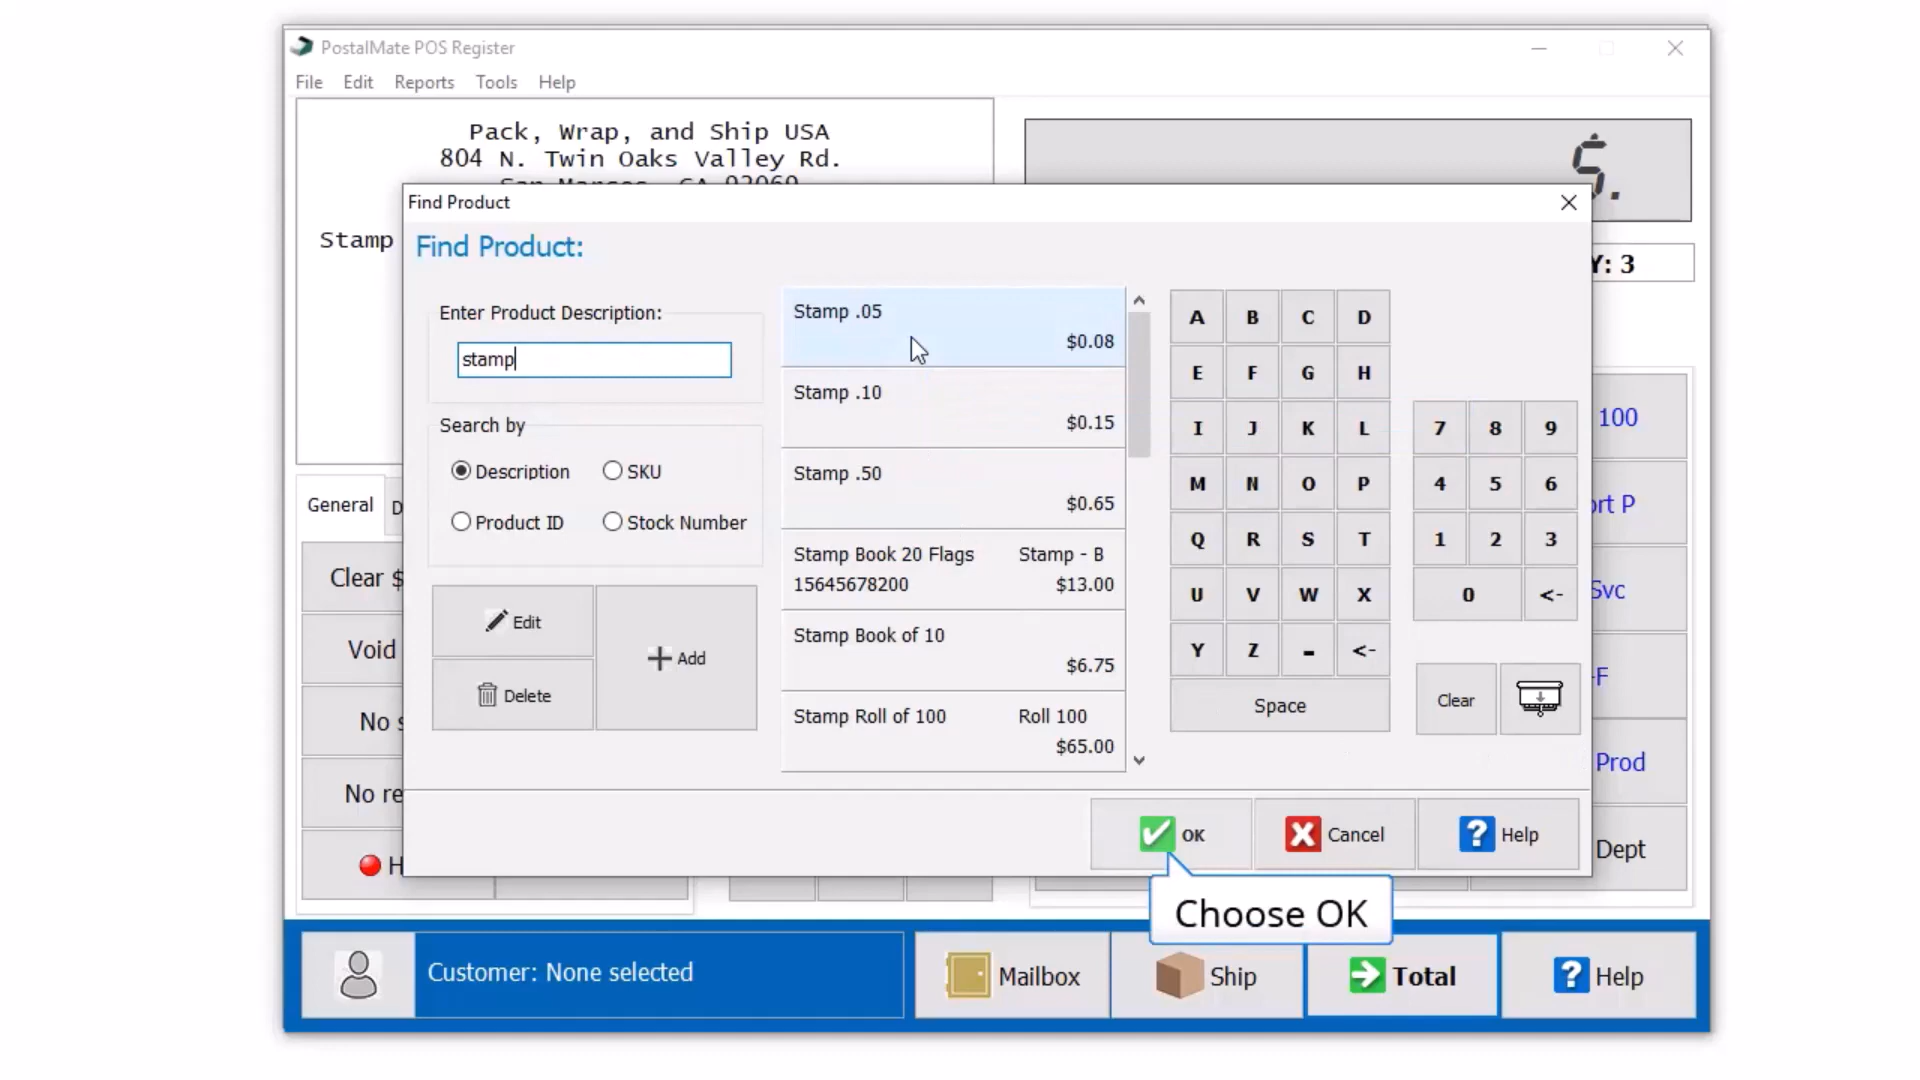 PostalMate POS Register
File Edit Reports Tools Help
Pack, Wrap, and Ship USA
804 N. Twin Oaks Valley Rd.
San Marcos, CA 92069
$.
Stamp
Y: 3
Find Product
Find Product:
Enter Product Description:
stamp
Search by
Description SKU
Product ID Stock Number
Edit
Add
Delete
Stamp .05
$0.08
Stamp .10
$0.15
Stamp .50
$0.65
Stamp Book 20 Flags Stamp - B
15645678200 $13.00
Stamp Book of 10
$6.75
Stamp Roll of 100 Roll 100
$65.00
A B C D
E F G H
I J K L
M N O P
Q R S T
U V W X
Y Z - <-
Space
7 8 9
4 5 6
1 2 3
0 <-
Clear
OK Cancel Help
General D
Clear $
Void
No s
No re
H
100
ort P
Svc
-F
Prod
Dept
Choose OK
Customer: None selected
Mailbox Ship Total Help